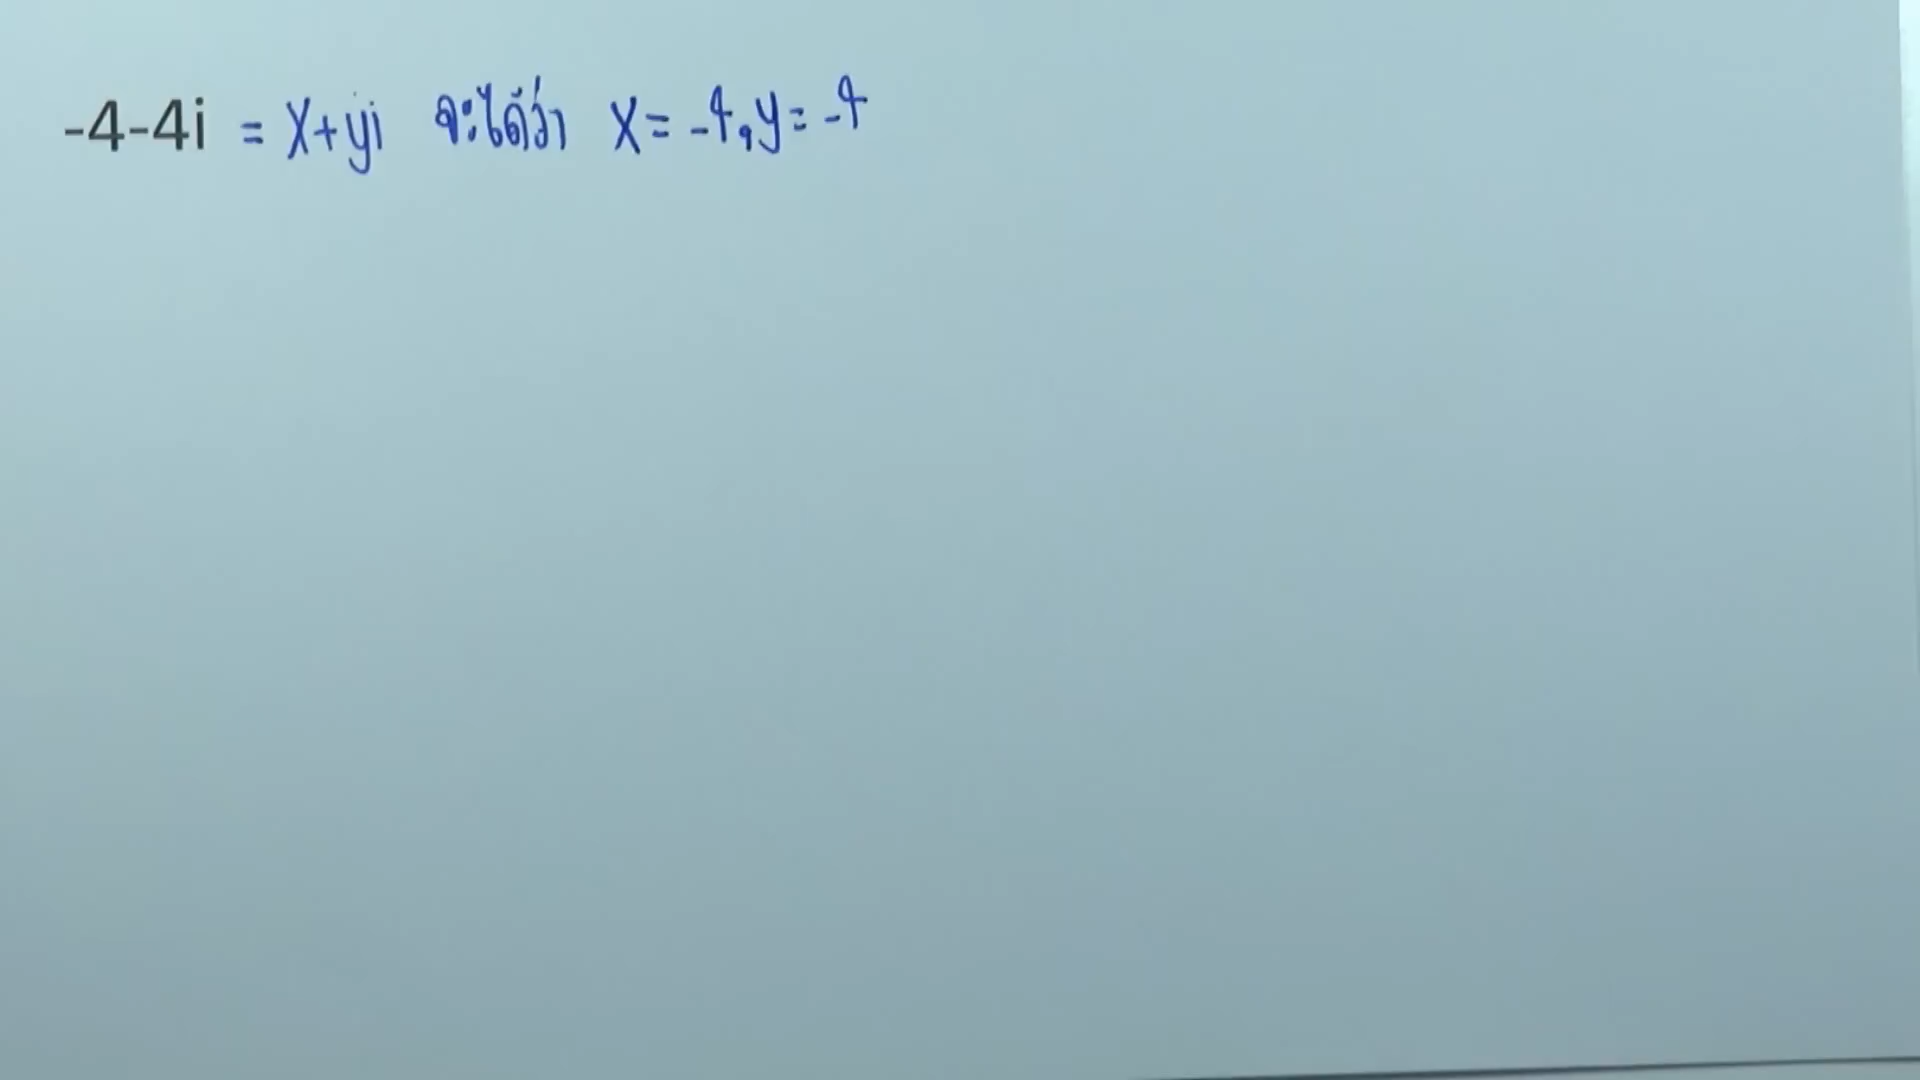 -4-4i = x+yi จะได้ว่า x = -4, y = -4